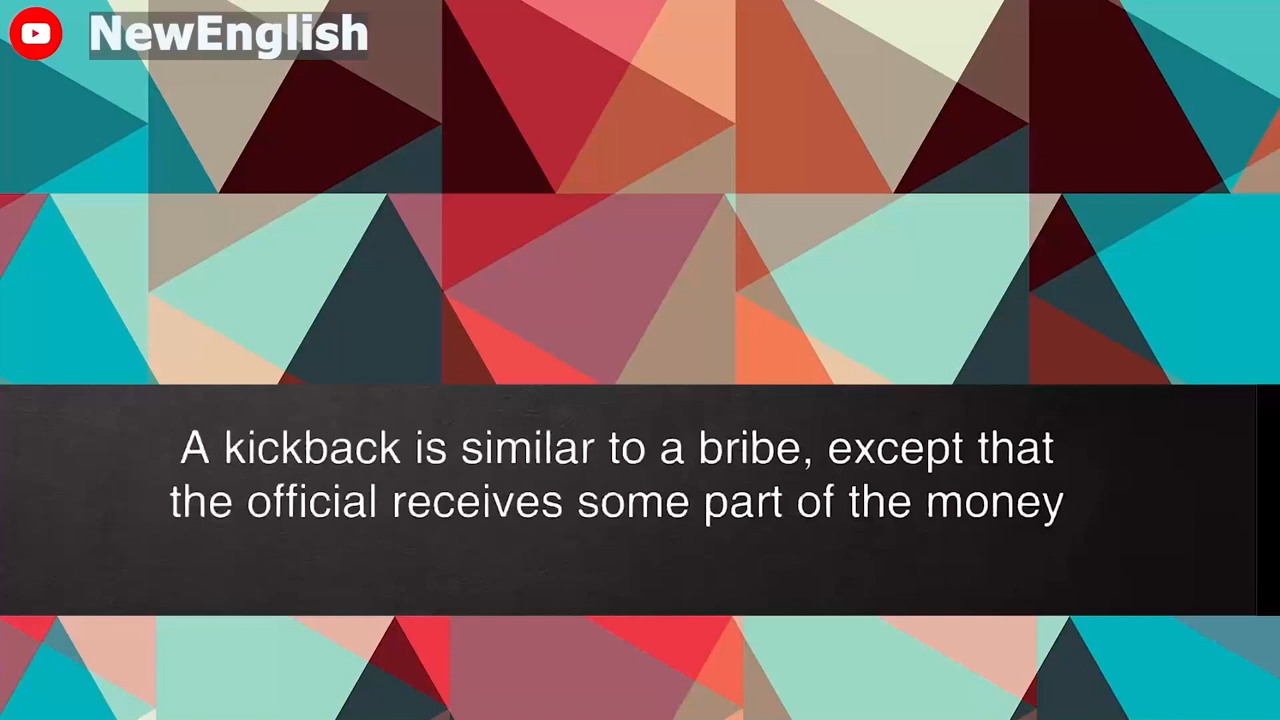 NewEnglish
A kickback is similar to a bribe, except that
the official receives some part of the money